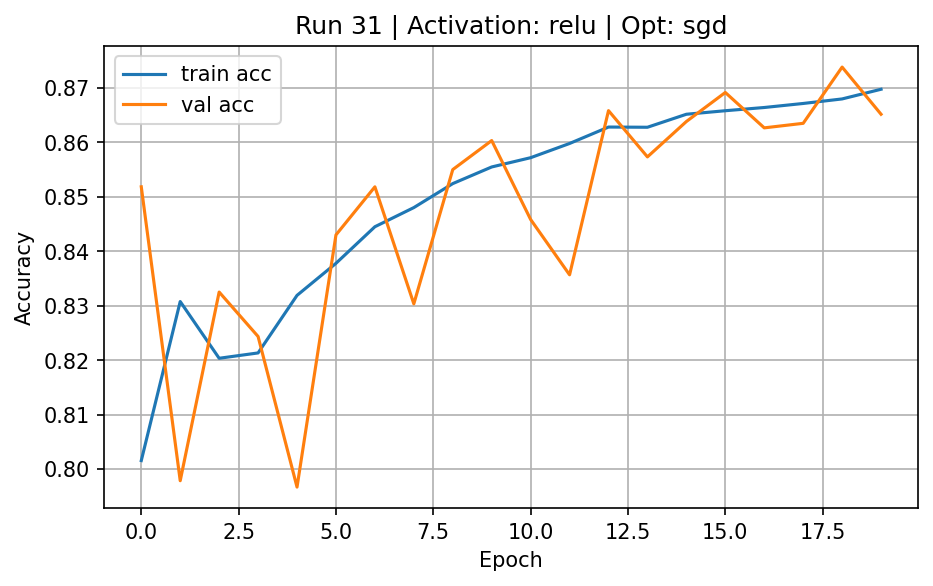 Run 31 | Activation: relu | Opt: sgd
train acc
val acc
Accuracy
0.87
0.86
0.85
0.84
0.83
0.82
0.81
0.80
0.0 2.5 5.0 7.5 10.0 12.5 15.0 17.5
Epoch